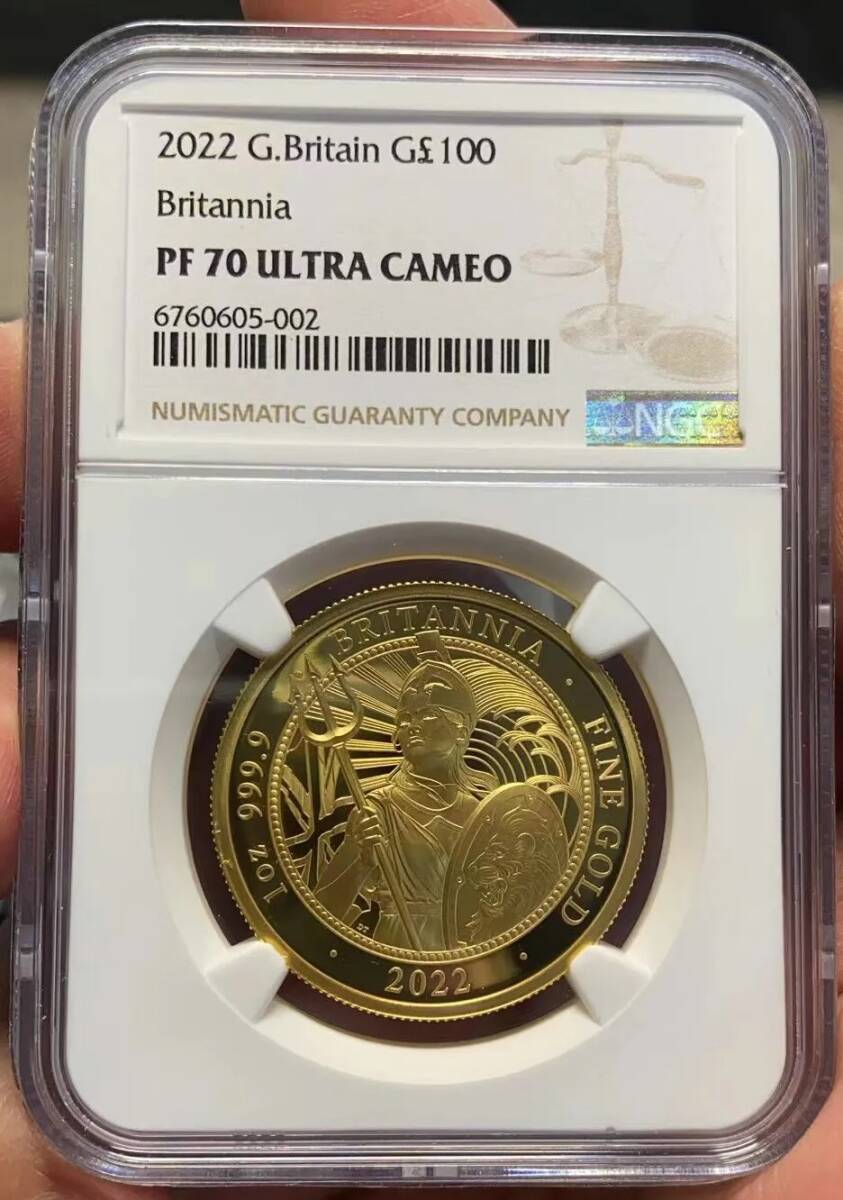 2022 G.Britain G£100
Britannia
PF 70 ULTRA CAMEO
6760605-002
NUMISMATIC GUARANTY COMPANY
NGC
BRITANNIA · FINE GOLD
1oz 999.9
· 2022 ·
DT